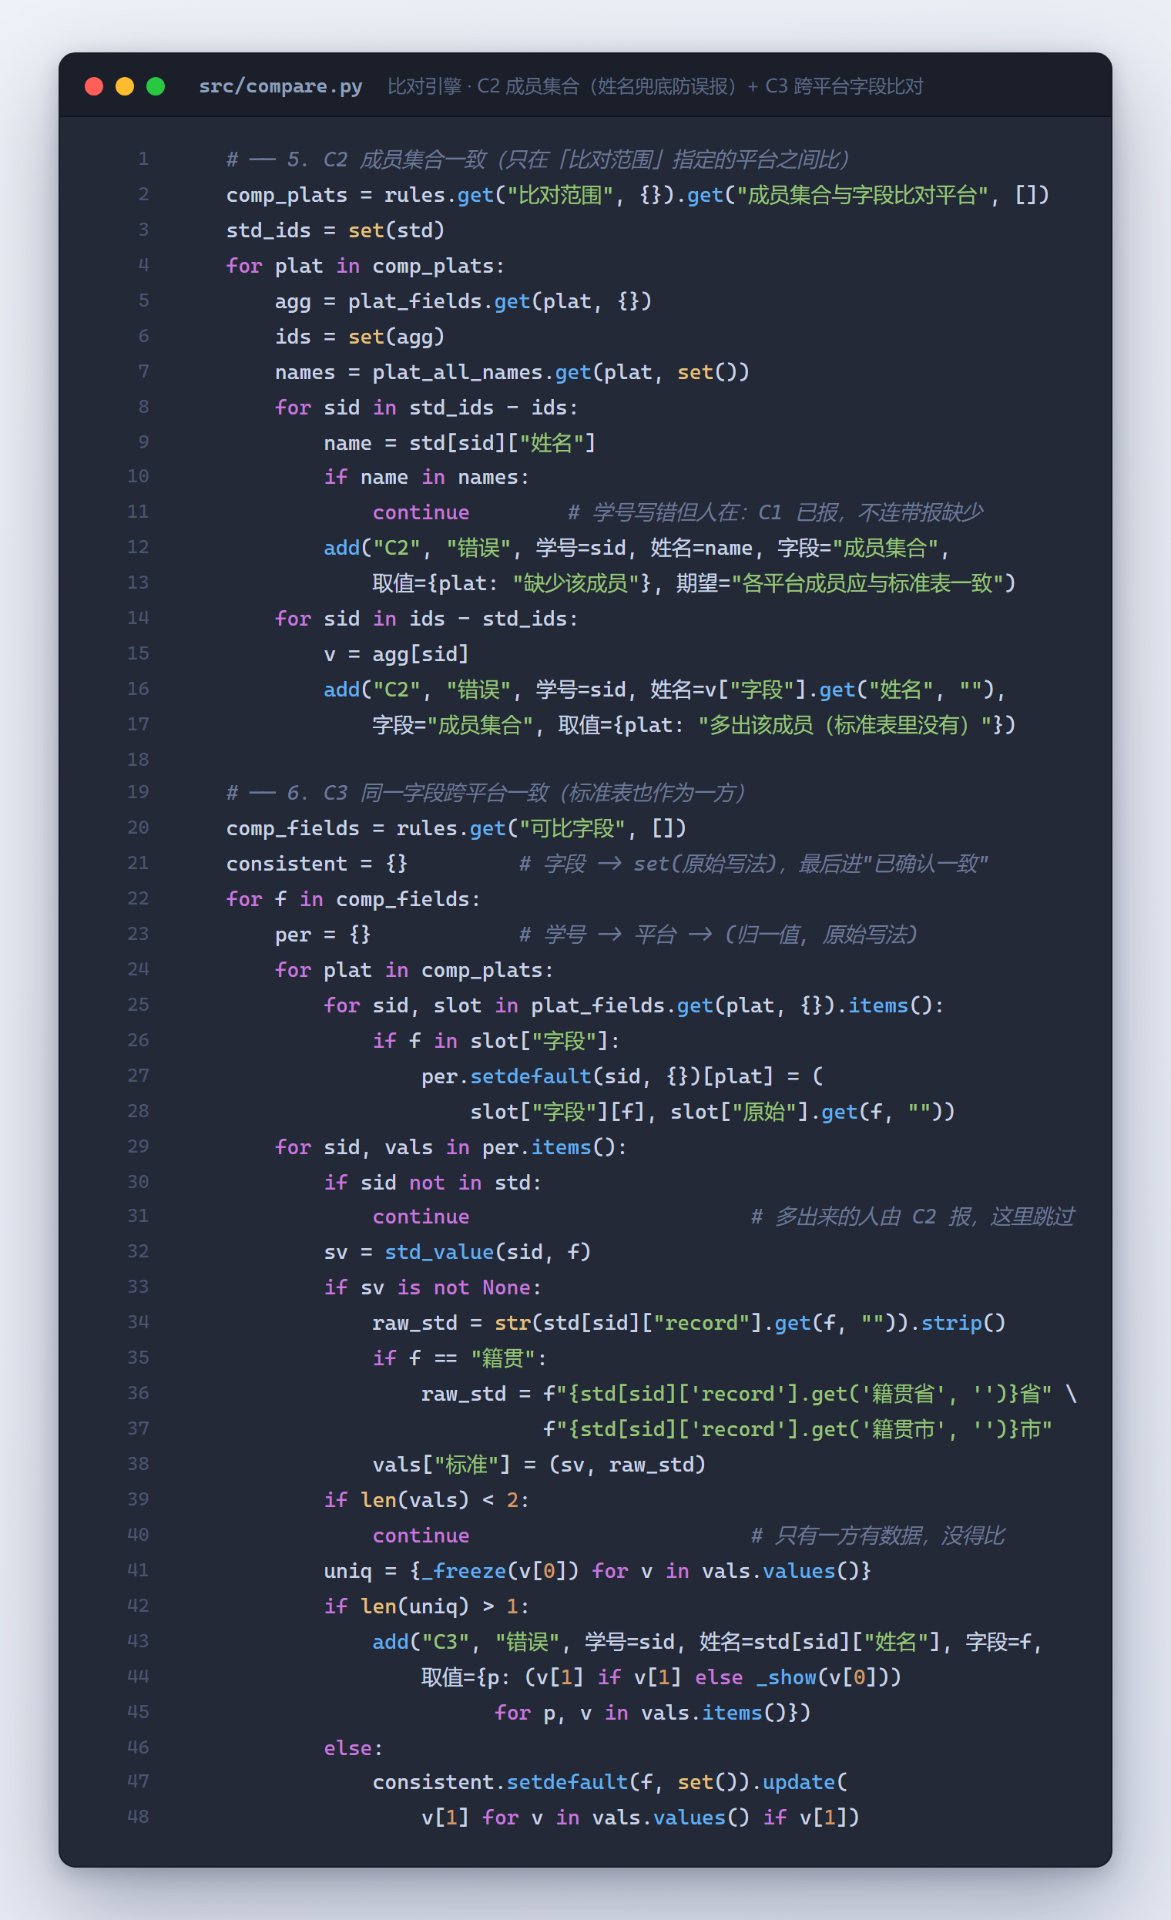 src/compare.py 比对引擎 · C2 成员集合（姓名兜底防误报）+ C3 跨平台字段比对
1 # —— 5. C2 成员集合一致（只在「比对范围」指定的平台之间比）
2 comp_plats = rules.get("比对范围", {}).get("成员集合与字段比对平台", [])
3 std_ids = set(std)
4 for plat in comp_plats:
5     agg = plat_fields.get(plat, {})
6     ids = set(agg)
7     names = plat_all_names.get(plat, set())
8     for sid in std_ids - ids:
9         name = std[sid]["姓名"]
10         if name in names:
11             continue        # 学号写错但人在：C1 已报，不连带报缺少
12         add("C2", "错误", 学号=sid, 姓名=name, 字段="成员集合",
13             取值={plat: "缺少该成员"}, 期望="各平台成员应与标准表一致")
14     for sid in ids - std_ids:
15         v = agg[sid]
16         add("C2", "错误", 学号=sid, 姓名=v["字段"].get("姓名", ""),
17             字段="成员集合", 取值={plat: "多出该成员（标准表里没有）"})
18
19 # —— 6. C3 同一字段跨平台一致（标准表也作为一方）
20 comp_fields = rules.get("可比字段", [])
21 consistent = {}         # 字段 -> set(原始写法)，最后进"已确认一致"
22 for f in comp_fields:
23     per = {}            # 学号 -> 平台 -> (归一值, 原始写法)
24     for plat in comp_plats:
25         for sid, slot in plat_fields.get(plat, {}).items():
26             if f in slot["字段"]:
27                 per.setdefault(sid, {})[plat] = (
28                     slot["字段"][f], slot["原始"].get(f, ""))
29     for sid, vals in per.items():
30         if sid not in std:
31             continue                       # 多出来的人由 C2 报，这里跳过
32         sv = std_value(sid, f)
33         if sv is not None:
34             raw_std = str(std[sid]["record"].get(f, "")).strip()
35             if f == "籍贯":
36                 raw_std = f"{std[sid]['record'].get('籍贯省', '')}省" \
37                           f"{std[sid]['record'].get('籍贯市', '')}市"
38             vals["标准"] = (sv, raw_std)
39         if len(vals) < 2:
40             continue                       # 只有一方有数据，没得比
41         uniq = {_freeze(v[0]) for v in vals.values()}
42         if len(uniq) > 1:
43             add("C3", "错误", 学号=sid, 姓名=std[sid]["姓名"], 字段=f,
44                 取值={p: (v[1] if v[1] else _show(v[0]))
45                       for p, v in vals.items()})
46         else:
47             consistent.setdefault(f, set()).update(
48                 v[1] for v in vals.values() if v[1])